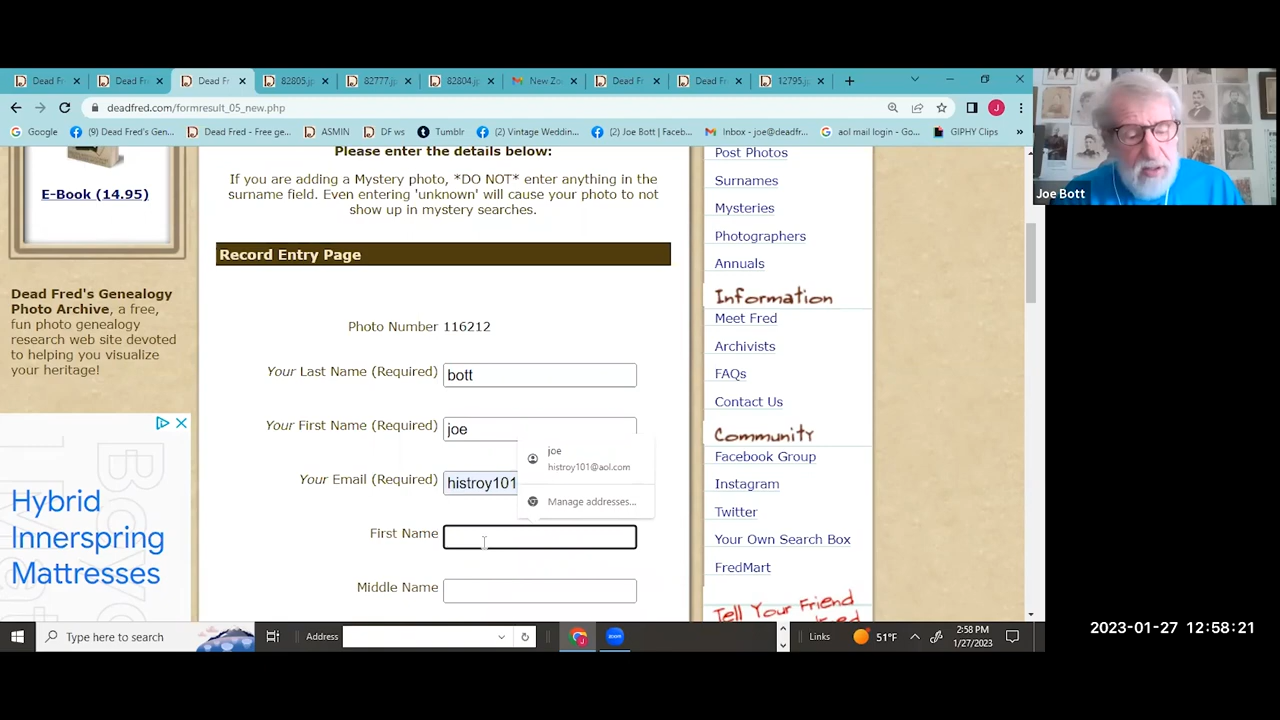 Dead Fr
Dead Fr
Dead Fr
82805.jp
82777.jp
82804.jp
New Zo
Dead Fr
Dead Fr
12795.jp
deadfred.com/formresult_05_new.php
Google
(9) Dead Fred's Gen...
Dead Fred - Free ge...
ASMIN
DF ws
Tumblr
(2) Vintage Weddin...
(2) Joe Bott | Faceb...
Inbox - joe@deadfr...
aol mail login - Go...
GIPHY Clips
»
J
Joe Bott
E-Book (14.95)
Dead Fred's Genealogy
Photo Archive, a free,
fun photo genealogy
research web site devoted
to helping you visualize
your heritage!
Hybrid
Innerspring
Mattresses
Please enter the details below:
If you are adding a Mystery photo, *DO NOT* enter anything in the
surname field. Even entering 'unknown' will cause your photo to not
show up in mystery searches.
Record Entry Page
Photo Number 116212
Your Last Name (Required) bott
Your First Name (Required) joe
Your Email (Required) histroy101
joe
histroy101@aol.com
Manage addresses...
First Name
Middle Name
Post Photos
Surnames
Mysteries
Photographers
Annuals
Information
Meet Fred
Archivists
FAQs
Contact Us
Community
Facebook Group
Instagram
Twitter
Your Own Search Box
FredMart
Tell Your Friend
Type here to search
Address
zoom
Links
51°F
2:58 PM
1/27/2023
2023-01-27 12:58:21